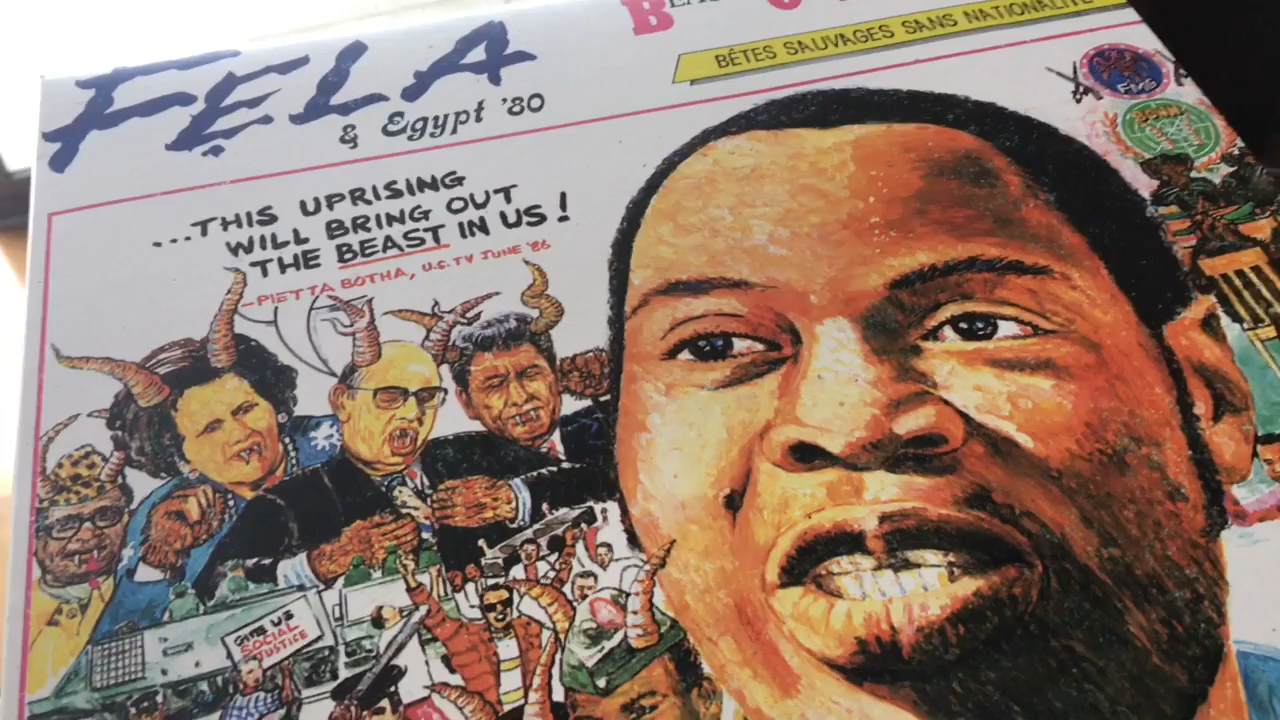 BÊTES SAUVAGES SANS NATIONALITÉ
FẸLA
& Egypt '80
...THIS UPRISING
WILL BRING OUT
THE BEAST IN US!
-PIETTA BOTHA, U.S. TV JUNE '86
GIVE US
SOCIAL
JUSTICE